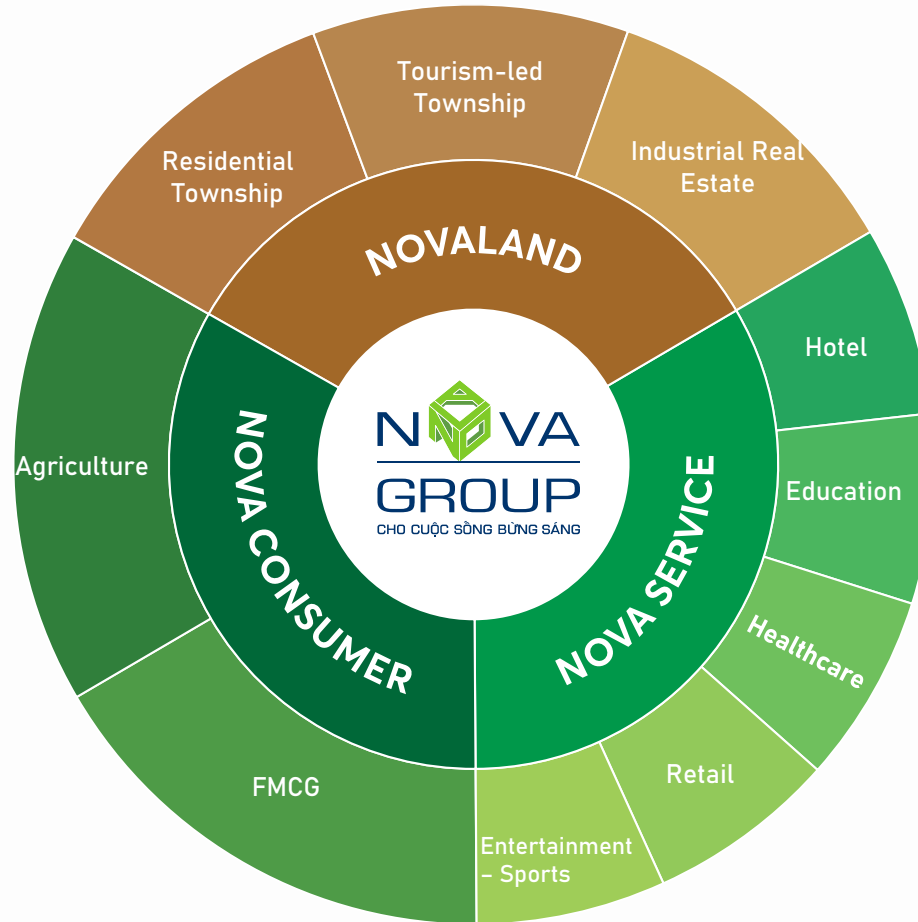 Tourism-led
Township
Residential
Township
Industrial Real
Estate
NOVALAND
Hotel
Agriculture
NOVA CONSUMER
NOVA
GROUP
CHO CUỘC SỐNG BỪNG SÁNG
NOVA SERVICE
Education
Healthcare
Retail
FMCG
Entertainment
– Sports